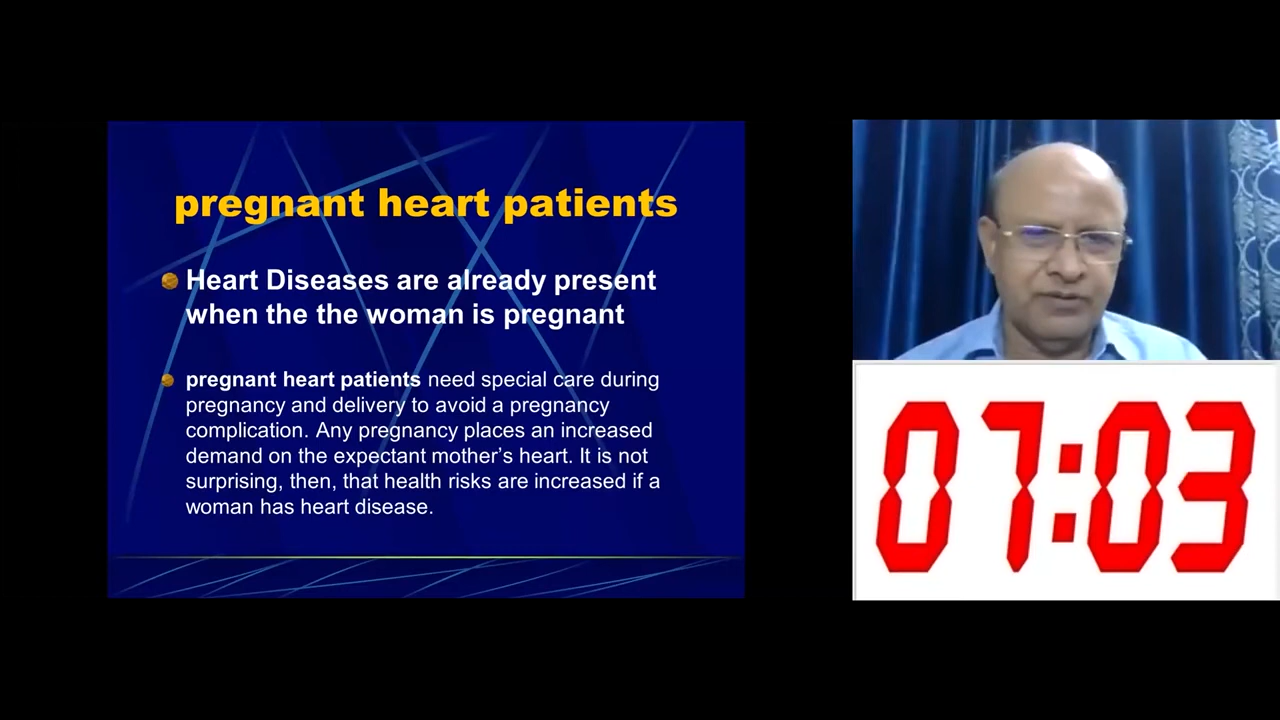 pregnant heart patients
Heart Diseases are already present
when the the woman is pregnant
pregnant heart patients need special care during
pregnancy and delivery to avoid a pregnancy
complication. Any pregnancy places an increased
demand on the expectant mother’s heart. It is not
surprising, then, that health risks are increased if a
woman has heart disease.
07:03